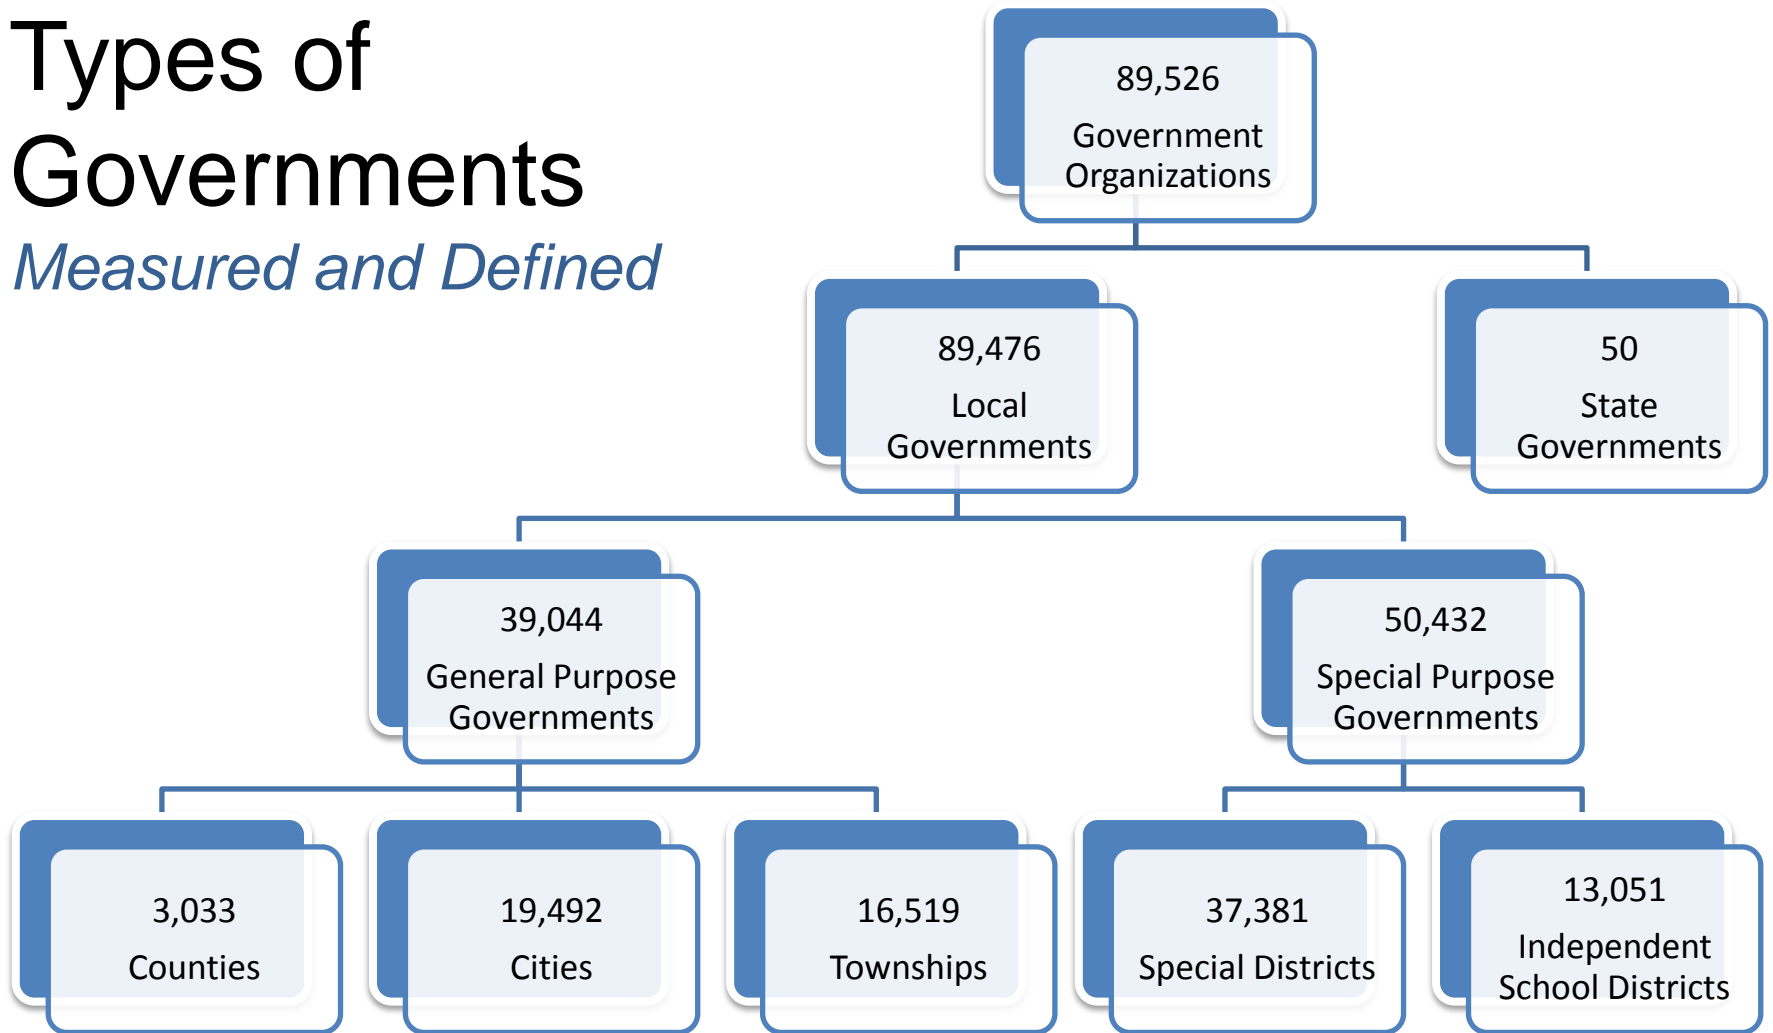 Types of
Governments
Measured and Defined
89,526
Government
Organizations
89,476
Local
Governments
50
State
Governments
39,044
General Purpose
Governments
50,432
Special Purpose
Governments
3,033
Counties
19,492
Cities
16,519
Townships
37,381
Special Districts
13,051
Independent
School Districts